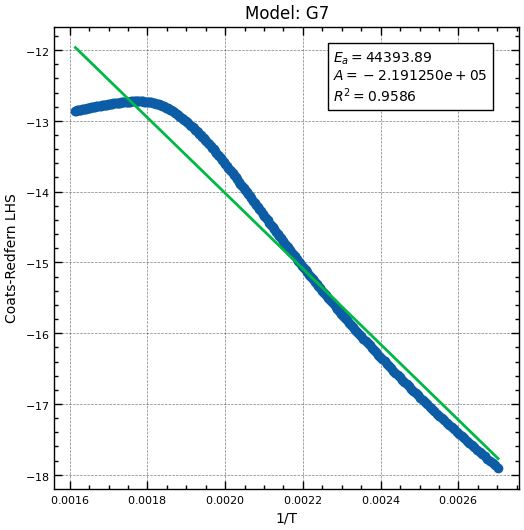 Model: G7
−12
−13
−14
−15
−16
−17
−18
Coats-Redfern LHS
E_a = 44393.89
A = −2.191250e + 05
R^2 = 0.9586
0.0016 0.0018 0.0020 0.0022 0.0024 0.0026
1/T